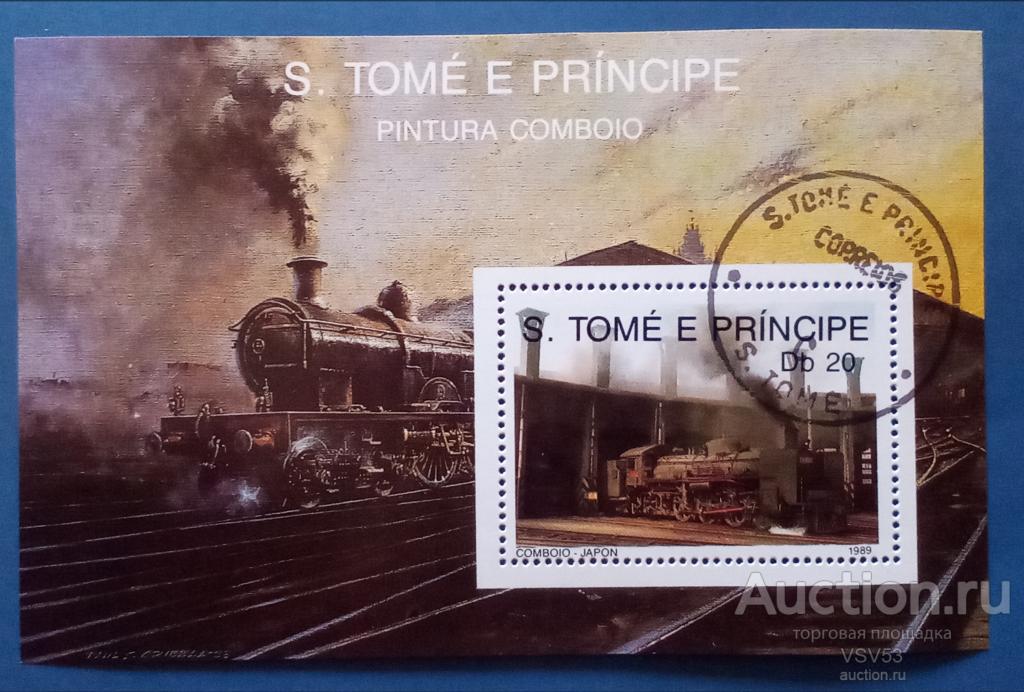 S. TOMÉ E PRÍNCIPE
PINTURA COMBOIO
S. TOMÉ E PRÍNCIPE
Db 20
COMBOIO - JAPON
1989
S. TOMÉ E PRINCIP
CORREIOS
S. TOMÉ
Auction.ru
торговая площадка
VSV53
auction.ru